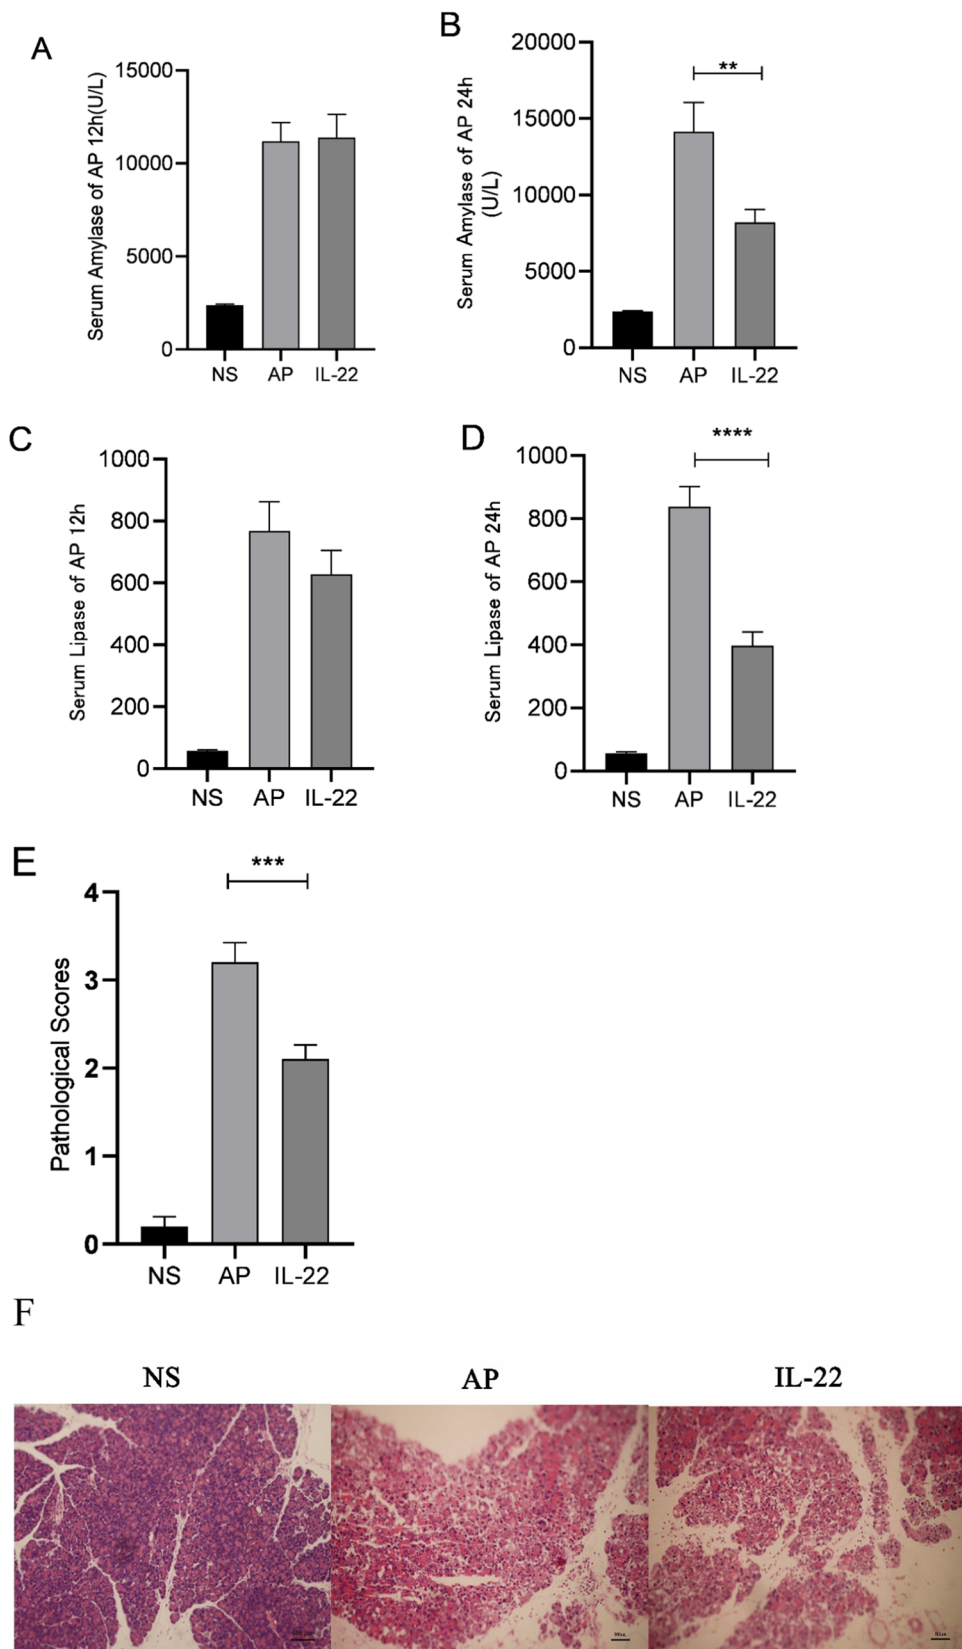 A
Serum Amylase of AP 12h(U/L)
15000
10000
5000
0
NS AP IL-22
B
Serum Amylase of AP 24h
(U/L)
20000
15000
10000
5000
0
**
NS AP IL-22
C
Serum Lipase of AP 12h
1000
800
600
400
200
0
NS AP IL-22
D
Serum Lipase of AP 24h
1000
800
600
400
200
0
****
NS AP IL-22
E
Pathological Scores
4
3
2
1
0
***
NS AP IL-22
F
NS AP IL-22